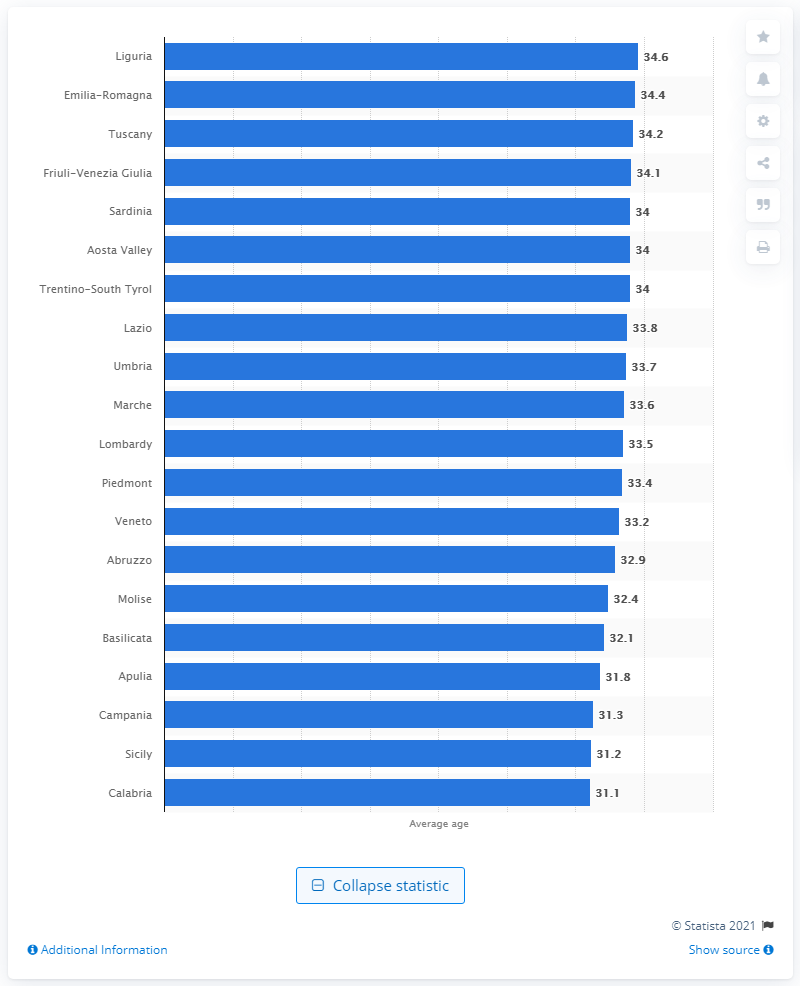 Liguria 34.6
Emilia-Romagna 34.4
Tuscany 34.2
Friuli-Venezia Giulia 34.1
Sardinia 34
Aosta Valley 34
Trentino-South Tyrol 34
Lazio 33.8
Umbria 33.7
Marche 33.6
Lombardy 33.5
Piedmont 33.4
Veneto 33.2
Abruzzo 32.9
Molise 32.4
Basilicata 32.1
Apulia 31.8
Campania 31.3
Sicily 31.2
Calabria 31.1
Average age
Collapse statistic
© Statista 2021
Additional Information Show source